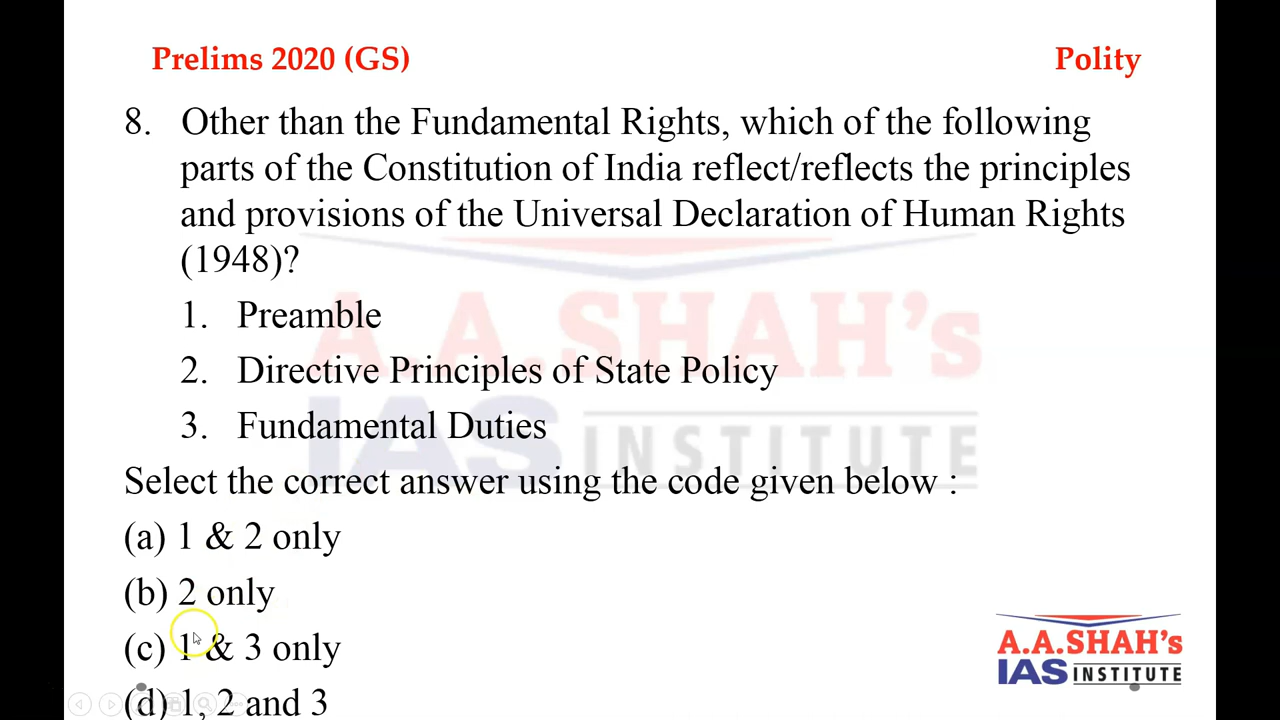 Prelims 2020 (GS) Polity
8. Other than the Fundamental Rights, which of the following
parts of the Constitution of India reflect/reflects the principles
and provisions of the Universal Declaration of Human Rights
(1948)?
1. Preamble
2. Directive Principles of State Policy
3. Fundamental Duties
Select the correct answer using the code given below :
(a) 1 & 2 only
(b) 2 only
(c) 1 & 3 only
(d) 1, 2 and 3
A.A.SHAH's
IAS INSTITUTE
A.A.SHAH's
IAS INSTITUTE